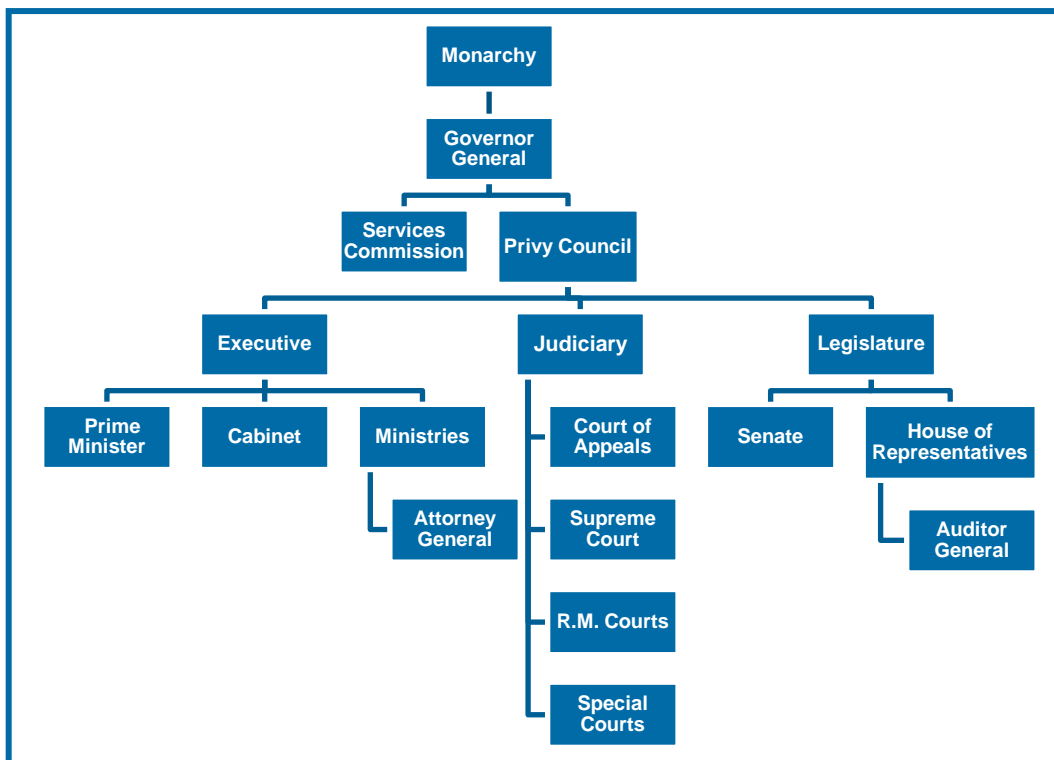 Monarchy
Governor
General
Services
Commission
Privy Council
Executive
Judiciary
Legislature
Prime
Minister
Cabinet
Ministries
Court of
Appeals
Senate
House of
Representatives
Attorney
General
Supreme
Court
Auditor
General
R.M. Courts
Special
Courts